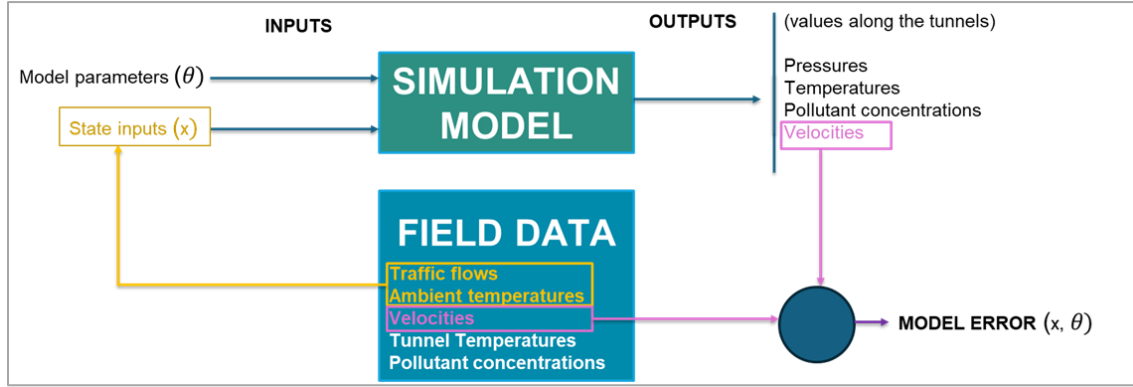 INPUTS
OUTPUTS
(values along the tunnels)
Model parameters (θ)
State inputs (x)
SIMULATION
MODEL
Pressures
Temperatures
Pollutant concentrations
Velocities
FIELD DATA
Traffic flows
Ambient temperatures
Velocities
Tunnel Temperatures
Pollutant concentrations
MODEL ERROR (x, θ)